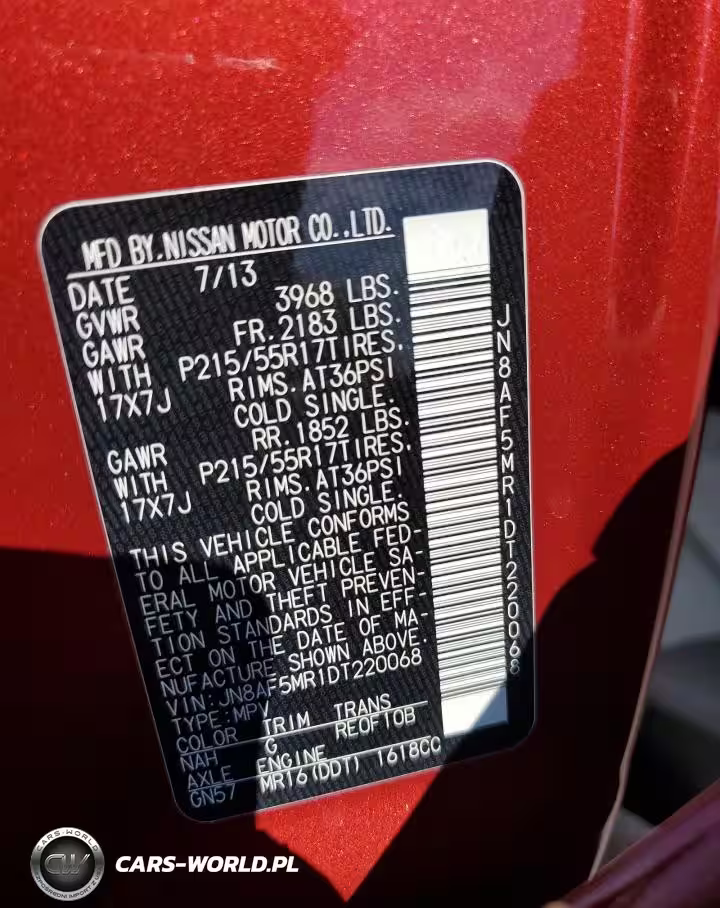 MFD BY.NISSAN MOTOR CO.,LTD.
DATE 7/13
GVWR 3968 LBS.
GAWR FR.2183 LBS.
WITH P215/55R17TIRES.
17X7J RIMS.AT36PSI
COLD SINGLE.
GAWR RR.1852 LBS.
WITH P215/55R17TIRES.
17X7J RIMS.AT36PSI
COLD SINGLE.
THIS VEHICLE CONFORMS
TO ALL APPLICABLE FED-
ERAL MOTOR VEHICLE SA-
FETY AND THEFT PREVEN-
TION STANDARDS IN EFF-
ECT ON THE DATE OF MA-
NUFACTURE SHOWN ABOVE.
VIN:JN8AF5MR1DT220068
TYPE:MPV
COLOR TRIM TRANS
NAH G RE0F10B
AXLE ENGINE
GN57 MR16(DDT) 1618CC
JN8AF5MR1DT220068
CARS-WORLD
CW
CARS-WORLD.PL